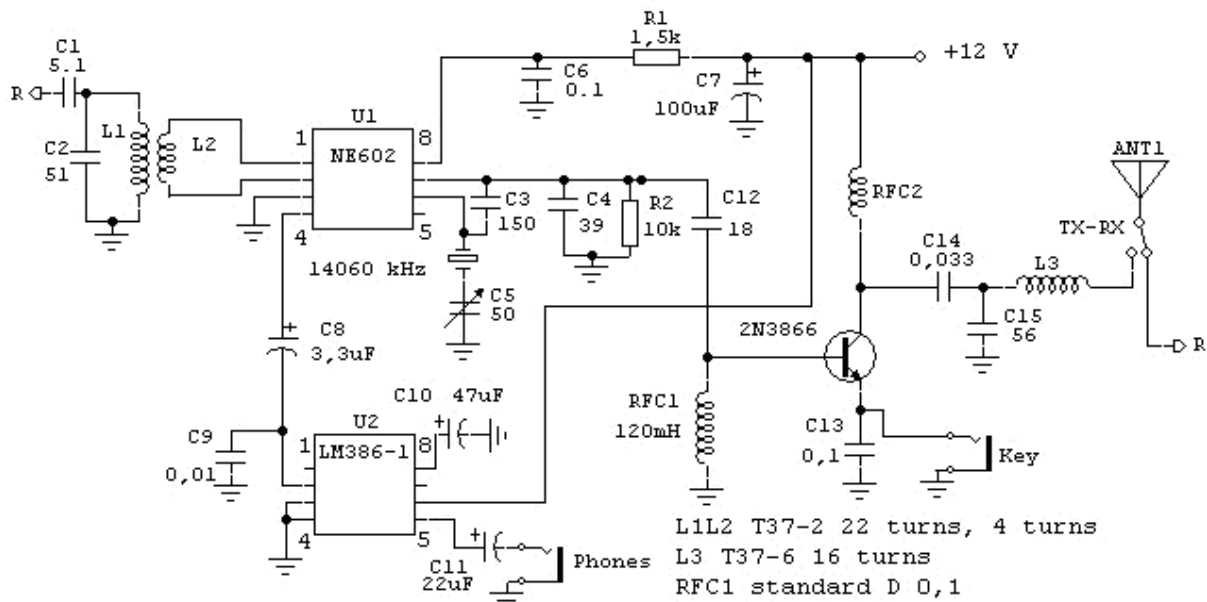 R1
1,5k
+12 V
C1
5.1
R
C6
0.1
C7
100uF
L1
L2
C2
51
U1
1
8
NE602
4
5
C3
150
C4
39
R2
10k
C12
18
RFC2
ANT1
TX-RX
C14
0,033
L3
C15
56
R
14060 kHz
C5
50
2N3866
C8
3,3uF
C10 47uF
RFC1
120mH
C13
0,1
Key
U2
1
8
LM386-1
4
5
C9
0,01
C11
22uF
Phones
L1L2 T37-2 22 turns, 4 turns
L3 T37-6 16 turns
RFC1 standard D 0,1